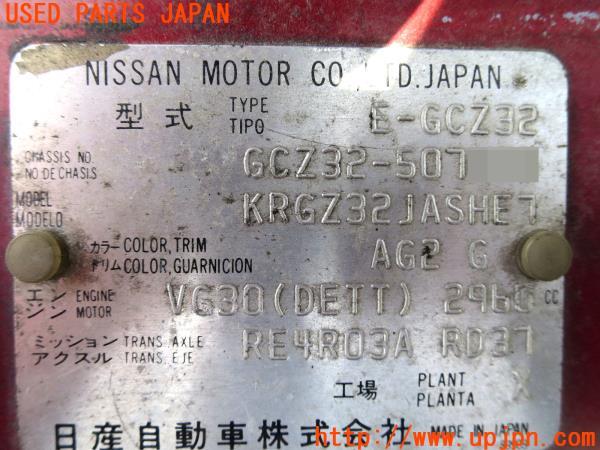 USED PARTS JAPAN
NISSAN MOTOR CO., LTD. JAPAN
型式 TYPE TIPO E-GCZ32
CHASSIS NO. NO DE CHASIS GCZ32-507
MODEL MODELO KRGZ32JASHE7
カラー COLOR, TRIM
トリム COLOR, GUARNICION AG2 G
エンジン ENGINE MOTOR VG30(DETT) 2960 CC
ミッション TRANS. AXLE
アクスル TRANS. EJE RE4R03A RD37
工場 PLANT PLANTA X
日産自動車株式会社 MADE IN JAPAN
UPJ http://www.upjpn.com